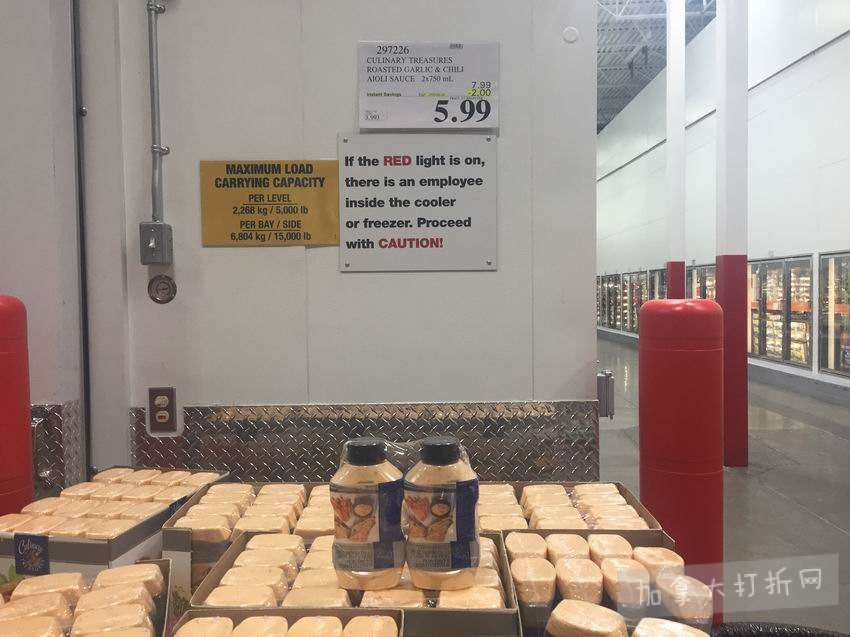 297226
CULINARY TREASURES
ROASTED GARLIC & CHILI
AIOLI SAUCE 2x750 mL
7.99
Instant Savings
-2.00
5.99
MAXIMUM LOAD
CARRYING CAPACITY
PER LEVEL
2,268 kg / 5,000 lb
PER BAY / SIDE
6,804 kg / 15,000 lb
If the RED light is on,
there is an employee
inside the cooler
or freezer. Proceed
with CAUTION!
Culinary
加拿大打折网